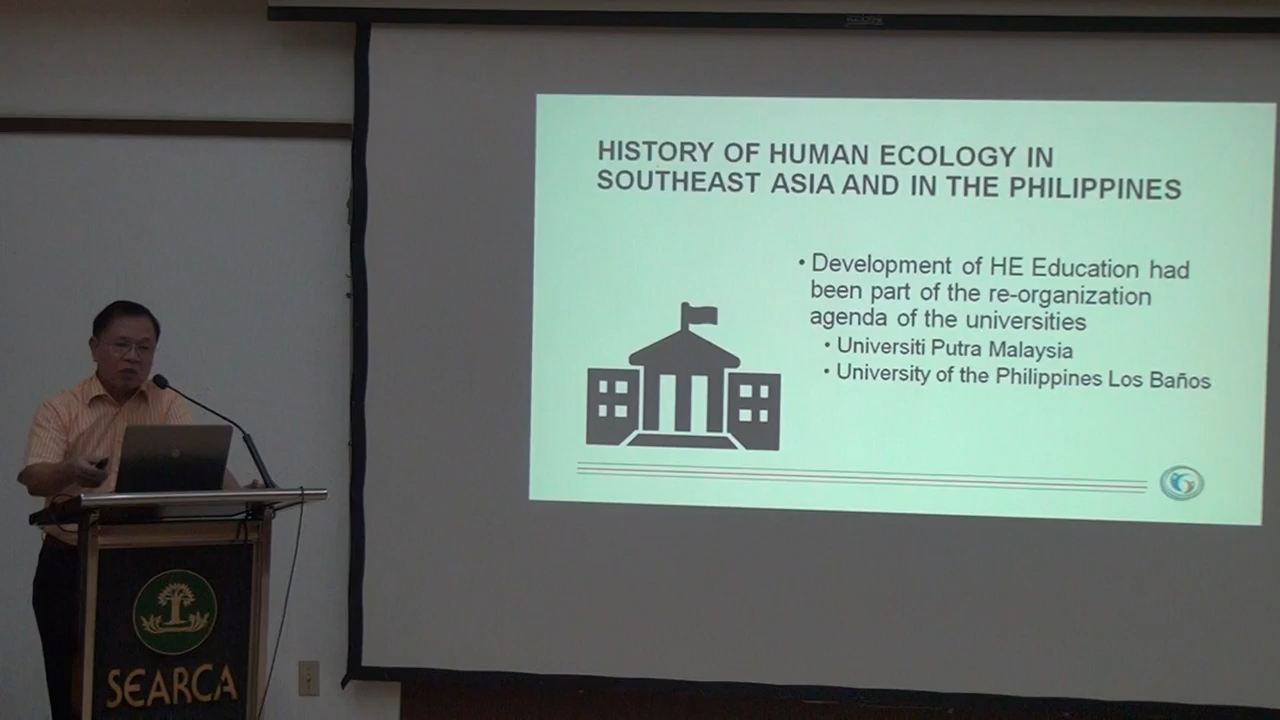 HISTORY OF HUMAN ECOLOGY IN
SOUTHEAST ASIA AND IN THE PHILIPPINES
• Development of HE Education had
been part of the re-organization
agenda of the universities
• Universiti Putra Malaysia
• University of the Philippines Los Baños
SEARCA